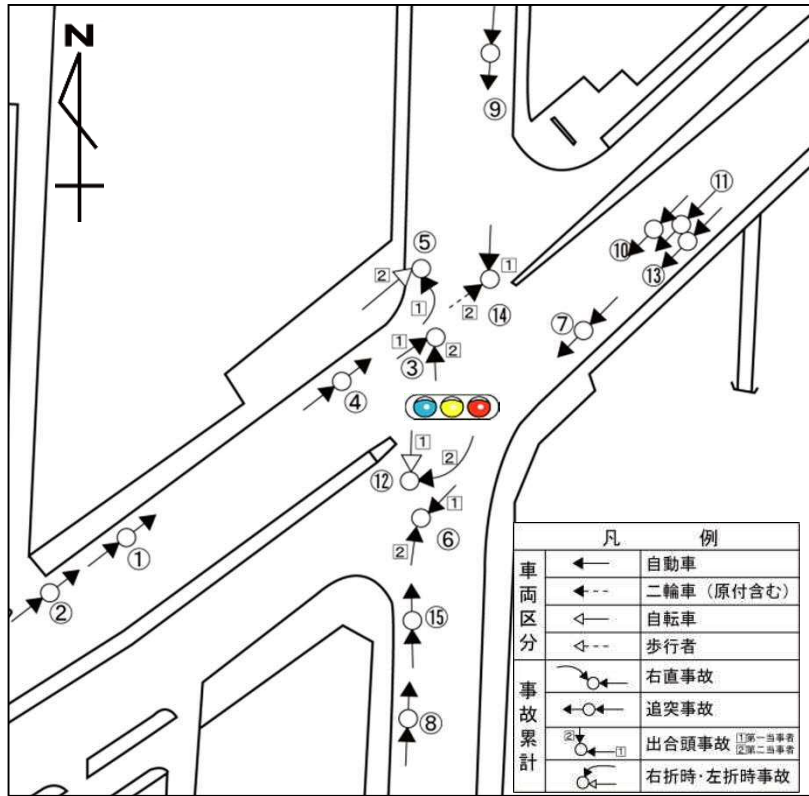 N
⑨
⑪
⑤
2
1
⑩
⑬
1
2
⑭
⑦
1
2
③
④
1
2
⑫
1
⑥
2
①
②
⑮
⑧
凡 例
車両区分
自動車
二輪車（原付含む）
自転車
歩行者
事故累計
右直事故
追突事故
2
1
出合頭事故 1第一当事者
2第二当事者
右折時・左折時事故